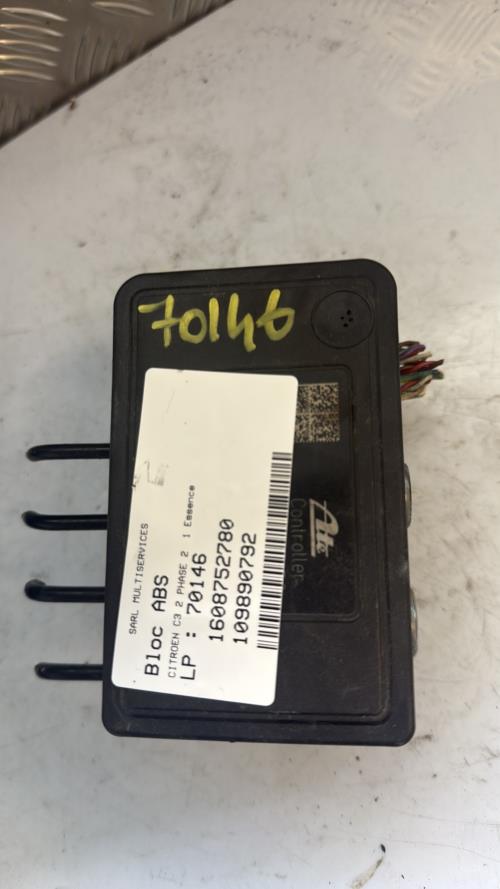 70146
Ate
Controller
SARL MULTISERVICES
Bloc ABS
CITROEN C3 2 PHASE 2 1 Essence
LP : 70146
1608752780
109890792